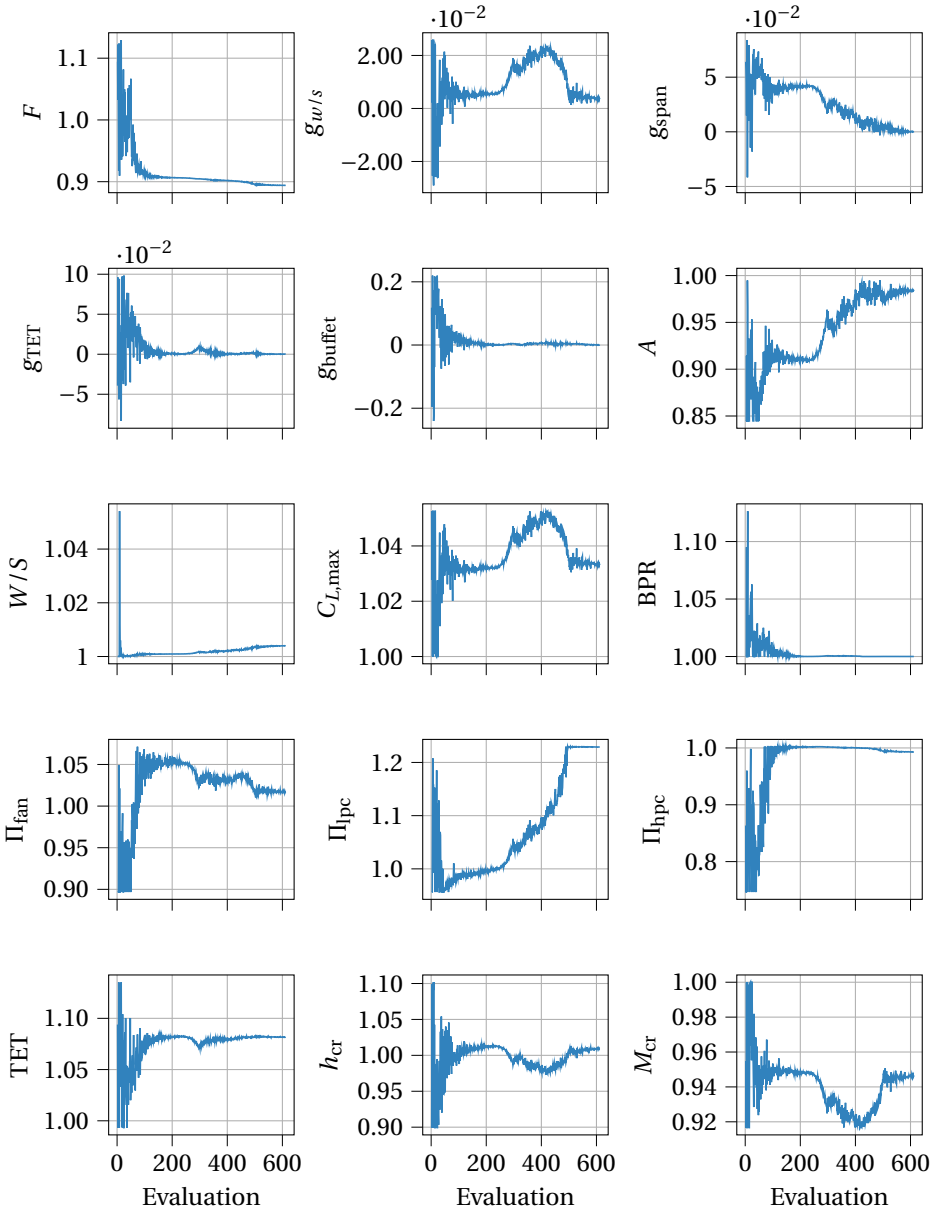 ·10−2
·10−2
1.1
1.0
0.9
F
2.00
0.00
−2.00
g_w/s
5
0
−5
g_span
·10−2
10
5
0
−5
g_TET
0.2
0
−0.2
g_buffet
1.00
0.95
0.90
0.85
A
1.04
1.02
1
W/S
1.04
1.02
1.00
C_L,max
1.10
1.05
1.00
BPR
1.05
1.00
0.95
0.90
Π_fan
1.2
1.1
1.0
Π_lpc
1.0
0.9
0.8
Π_hpc
1.10
1.05
1.00
TET
1.10
1.05
1.00
0.95
0.90
h_cr
1.00
0.98
0.96
0.94
0.92
M_cr
0 200 400 600
0 200 400 600
0 200 400 600
Evaluation
Evaluation
Evaluation